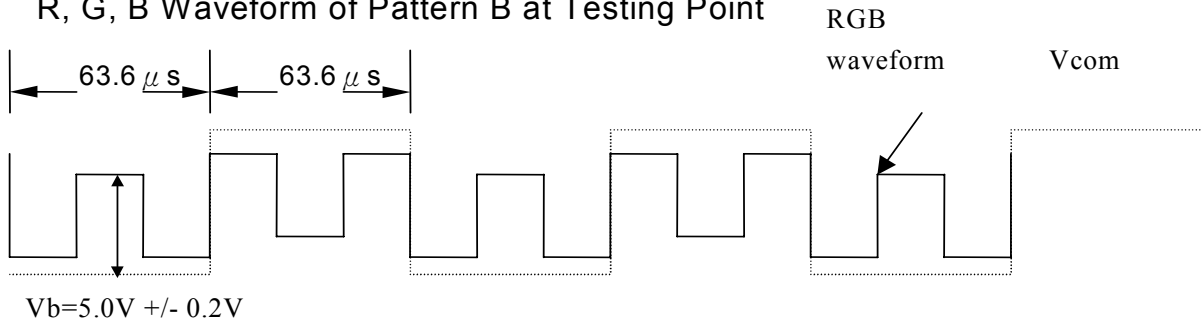 R, G, B Waveform of Pattern B at Testing Point
RGB
waveform
Vcom
63.6 μ s
63.6 μ s
Vb=5.0V +/- 0.2V